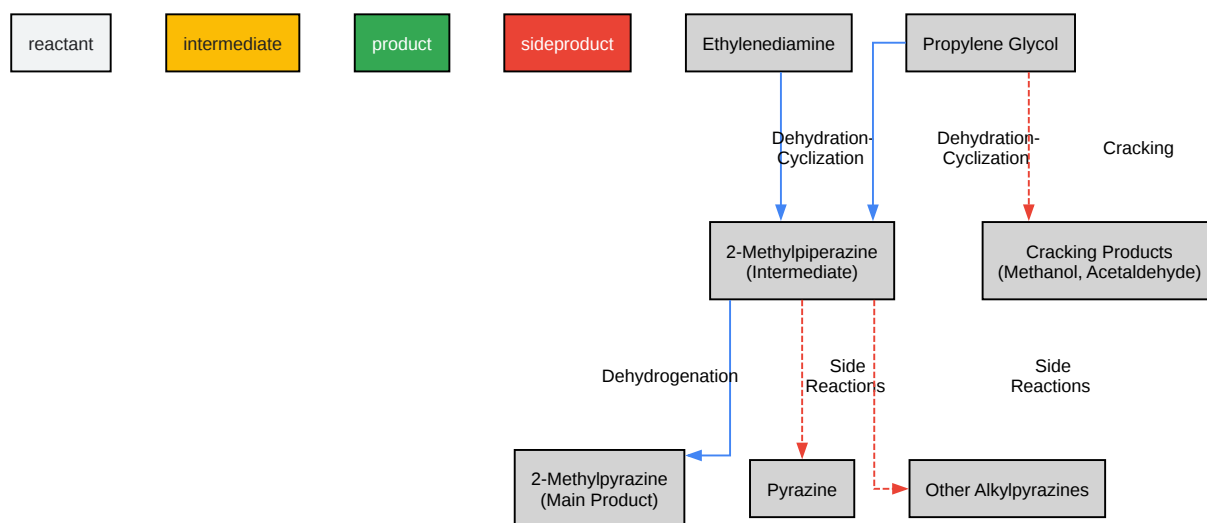 reactant
intermediate
product
sideproduct
Ethylenediamine
Propylene Glycol
Dehydration-
Cyclization
Dehydration-
Cyclization
Cracking
2-Methylpiperazine
(Intermediate)
Cracking Products
(Methanol, Acetaldehyde)
Dehydrogenation
Side
Reactions
Side
Reactions
2-Methylpyrazine
(Main Product)
Pyrazine
Other Alkylpyrazines